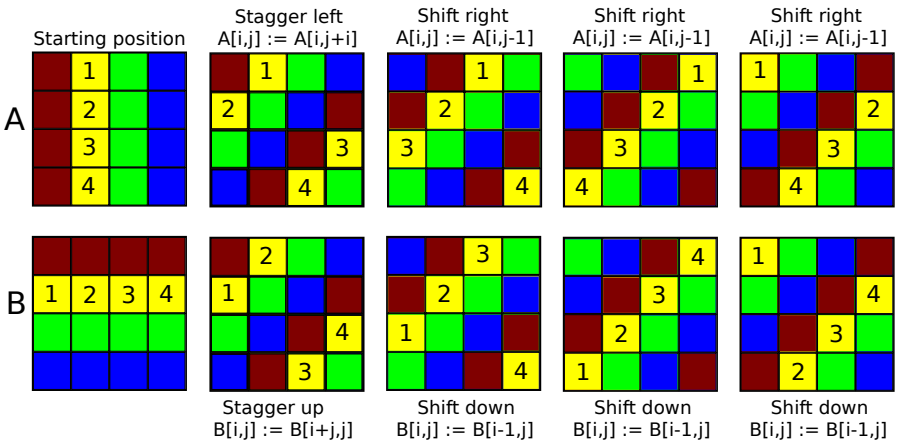 Starting position
Stagger left
A[i,j] := A[i,j+i]
Shift right
A[i,j] := A[i,j-1]
Shift right
A[i,j] := A[i,j-1]
Shift right
A[i,j] := A[i,j-1]
A
1 1 1 1 1
2 2 2 2 2
3 3 3 3 3
4 4 4 4 4
B
2 3 4 1
1 2 3 4 1 2 3 4
4 1 2 3
3 4 1 2
Stagger up
B[i,j] := B[i+j,j]
Shift down
B[i,j] := B[i-1,j]
Shift down
B[i,j] := B[i-1,j]
Shift down
B[i,j] := B[i-1,j]